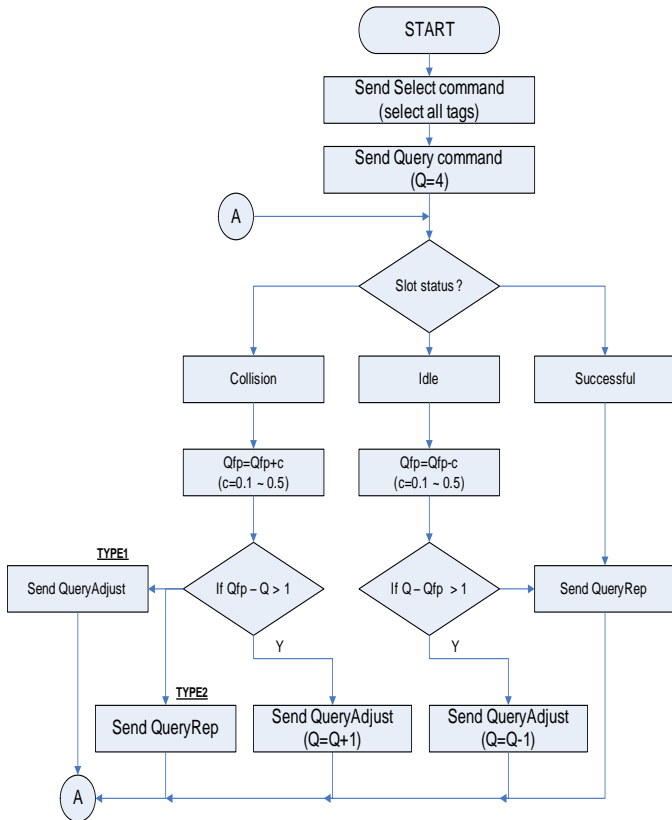 START
Send Select command
(select all tags)
Send Query command
(Q=4)
A
Slot status ?
Collision
Idle
Successful
Qfp=Qfp+c
(c=0.1 ~ 0.5)
Qfp=Qfp-c
(c=0.1 ~ 0.5)
TYPE1
Send QueryAdjust
If Qfp – Q > 1
If Q – Qfp > 1
Send QueryRep
Y
Y
TYPE2
Send QueryRep
Send QueryAdjust
(Q=Q+1)
Send QueryAdjust
(Q=Q-1)
A